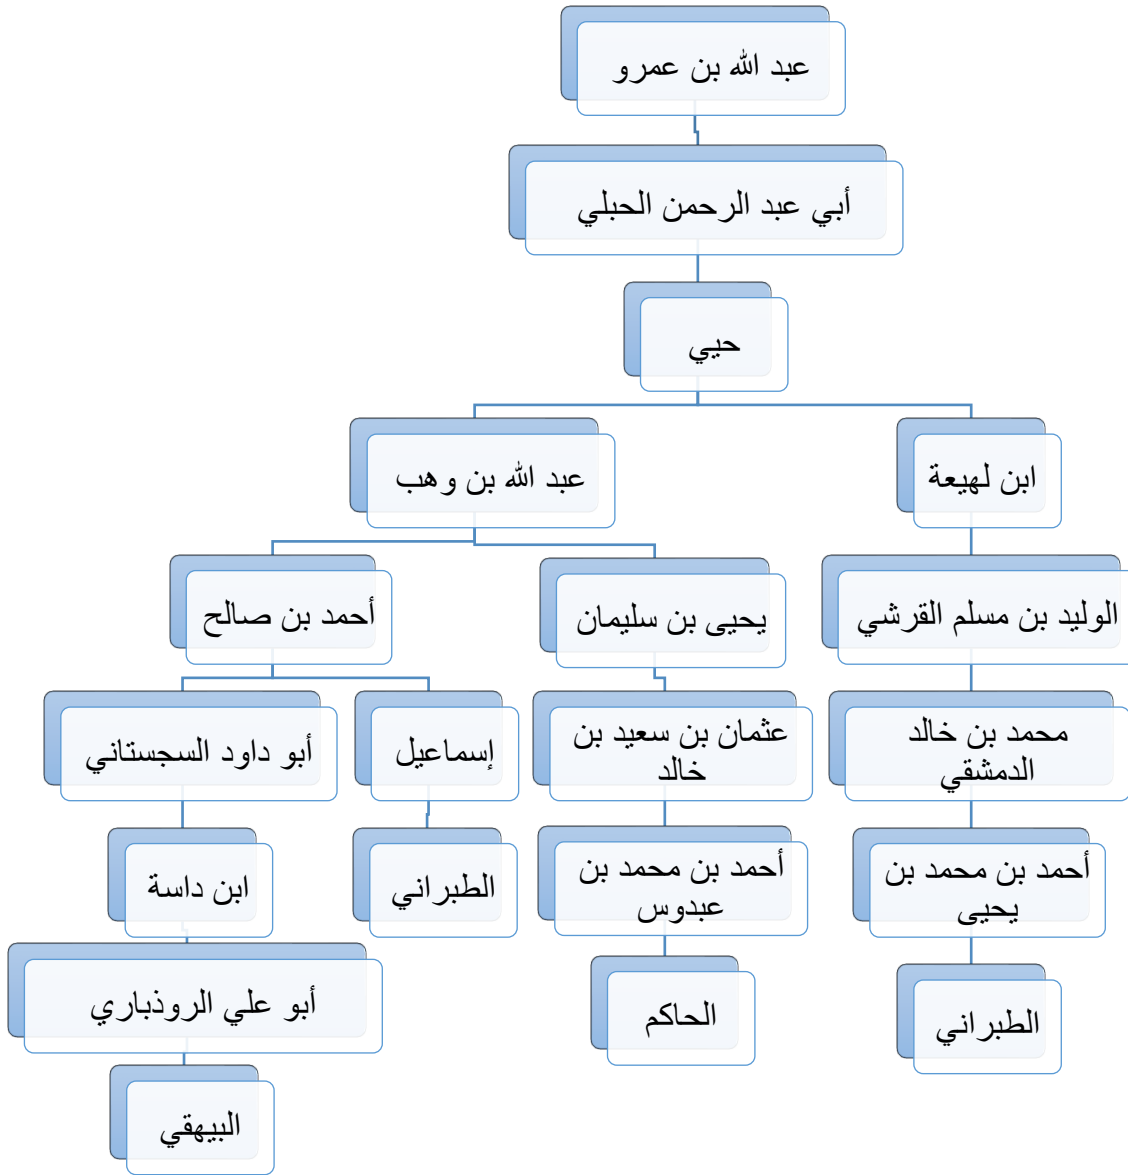 عبد الله بن عمرو
أبي عبد الرحمن الحبلي
حيي
ابن لهيعة
عبد الله بن وهب
الوليد بن مسلم القرشي
يحيى بن سليمان
أحمد بن صالح
محمد بن خالد
الدمشقي
عثمان بن سعيد بن
خالد
إسماعيل
أبو داود السجستاني
أحمد بن محمد بن
يحيى
أحمد بن محمد بن
عبدوس
الطبراني
ابن داسة
الطبراني
الحاكم
أبو علي الروذباري
البيهقي